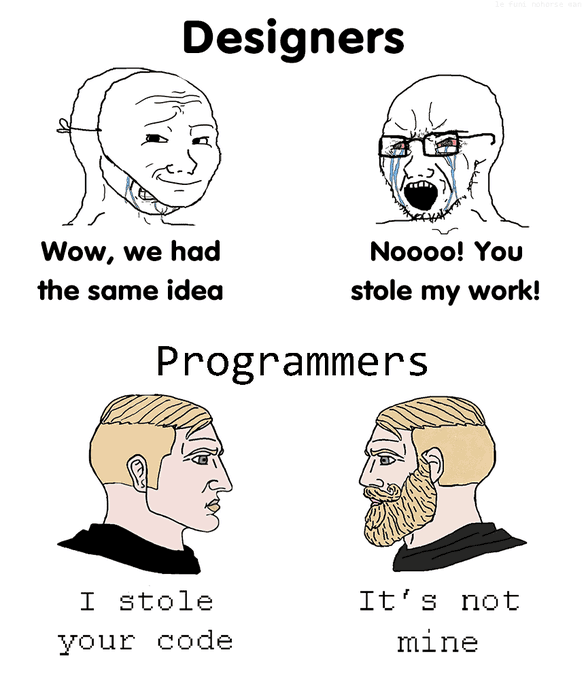 Designers
Wow, we had
the same idea
Noooo! You
stole my work!
Programmers
I stole
your code
It's not
mine